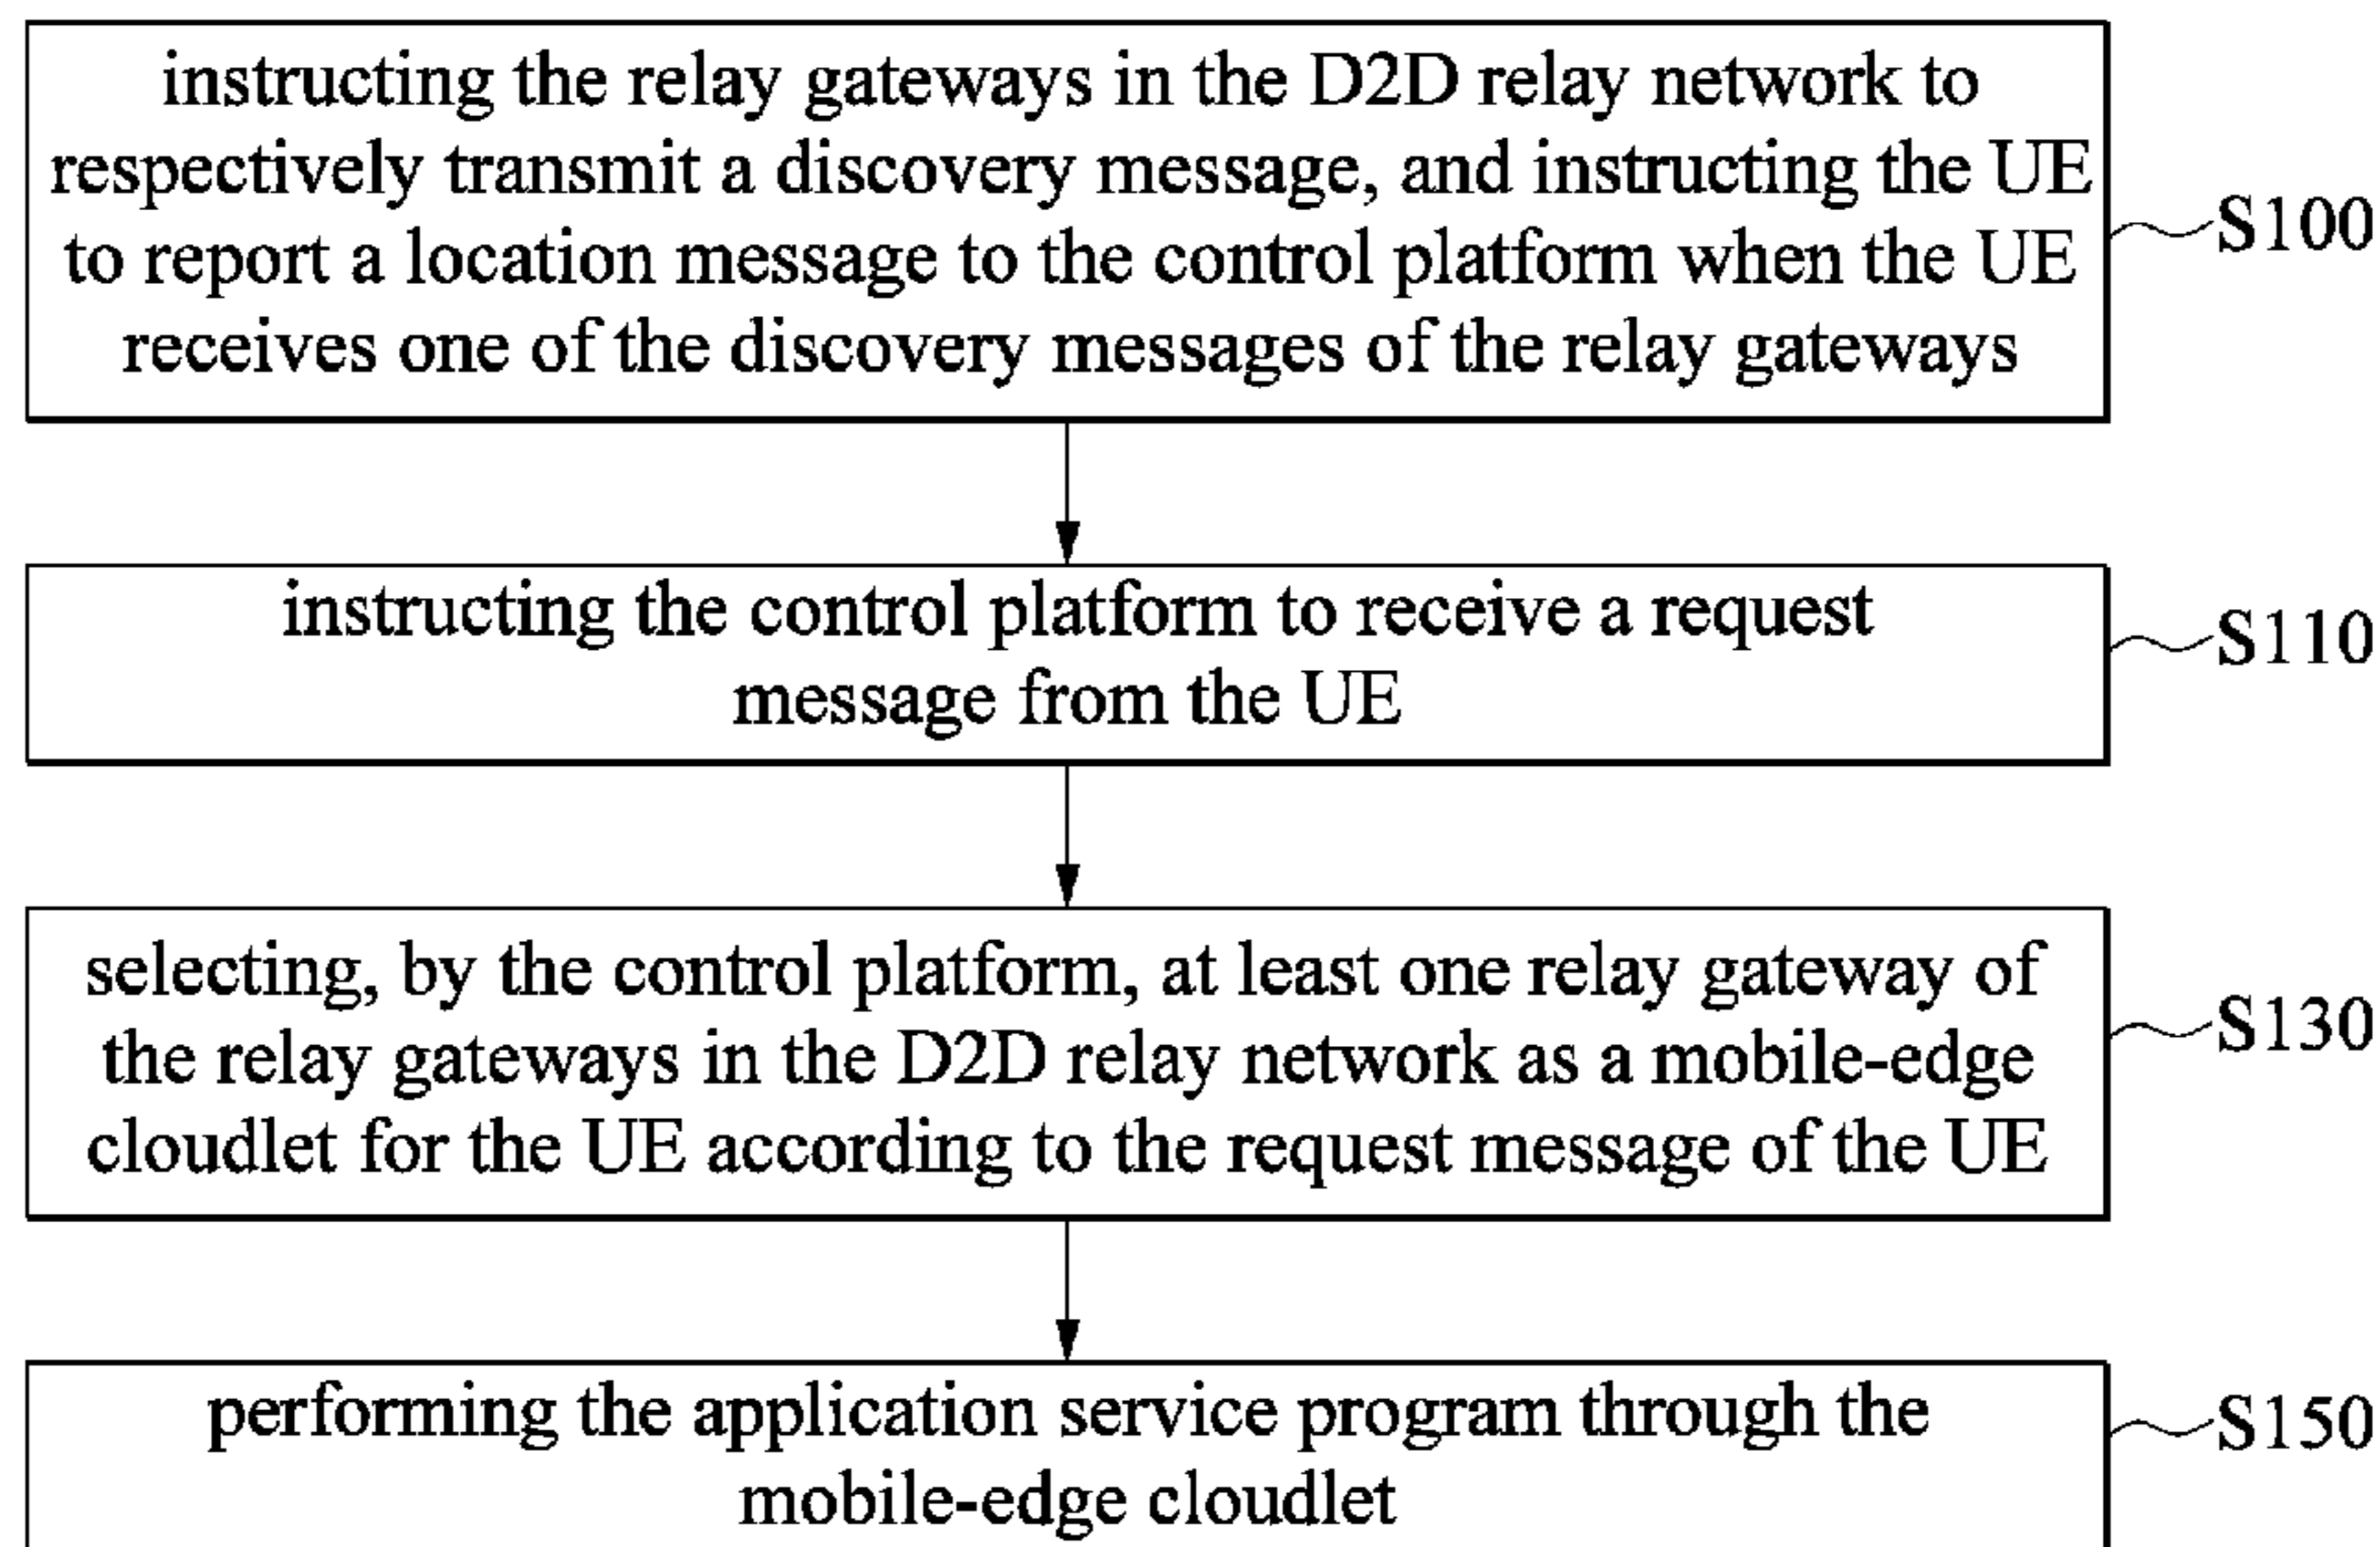 instructing the relay gateways in the D2D relay network to
respectively transmit a discovery message, and instructing the UE
to report a location message to the control platform when the UE
receives one of the discovery messages of the relay gateways
S100
instructing the control platform to receive a request
message from the UE
S110
selecting, by the control platform, at least one relay gateway of
the relay gateways in the D2D relay network as a mobile-edge
cloudlet for the UE according to the request message of the UE
S130
performing the application service program through the
mobile-edge cloudlet
S150